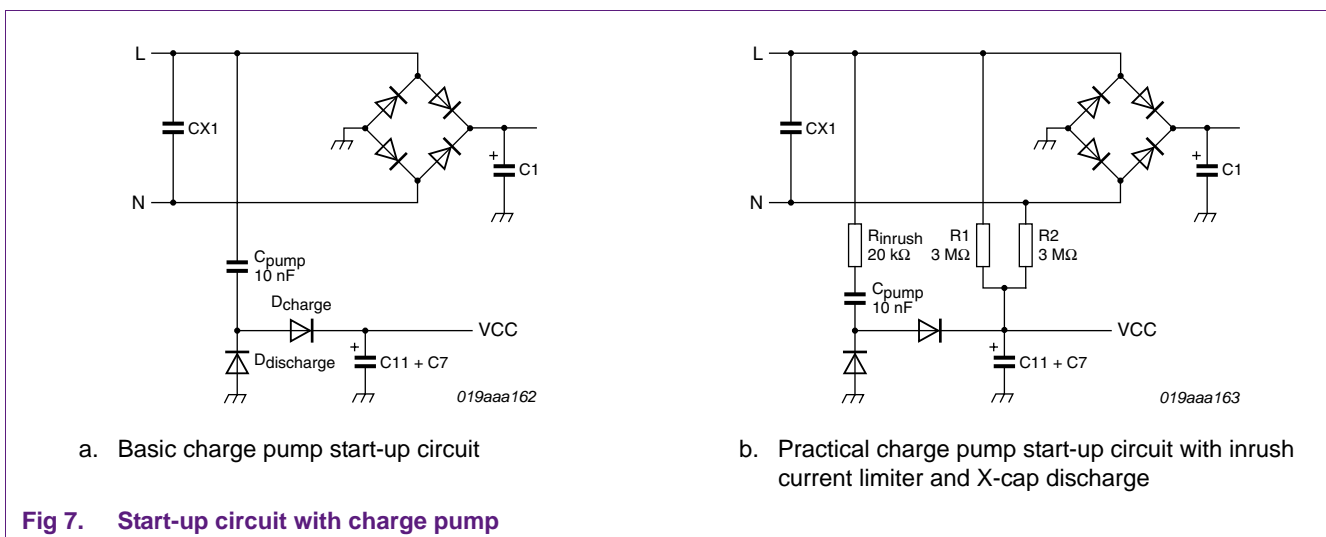 L
CX1
N
+
C1
Cpump
10 nF
Dcharge
VCC
Ddischarge
+
C11 + C7
019aaa162
a. Basic charge pump start-up circuit
L
CX1
N
+
C1
Rinrush
20 kΩ
R1
3 MΩ
R2
3 MΩ
Cpump
10 nF
VCC
+
C11 + C7
019aaa163
b. Practical charge pump start-up circuit with inrush
current limiter and X-cap discharge
Fig 7. Start-up circuit with charge pump